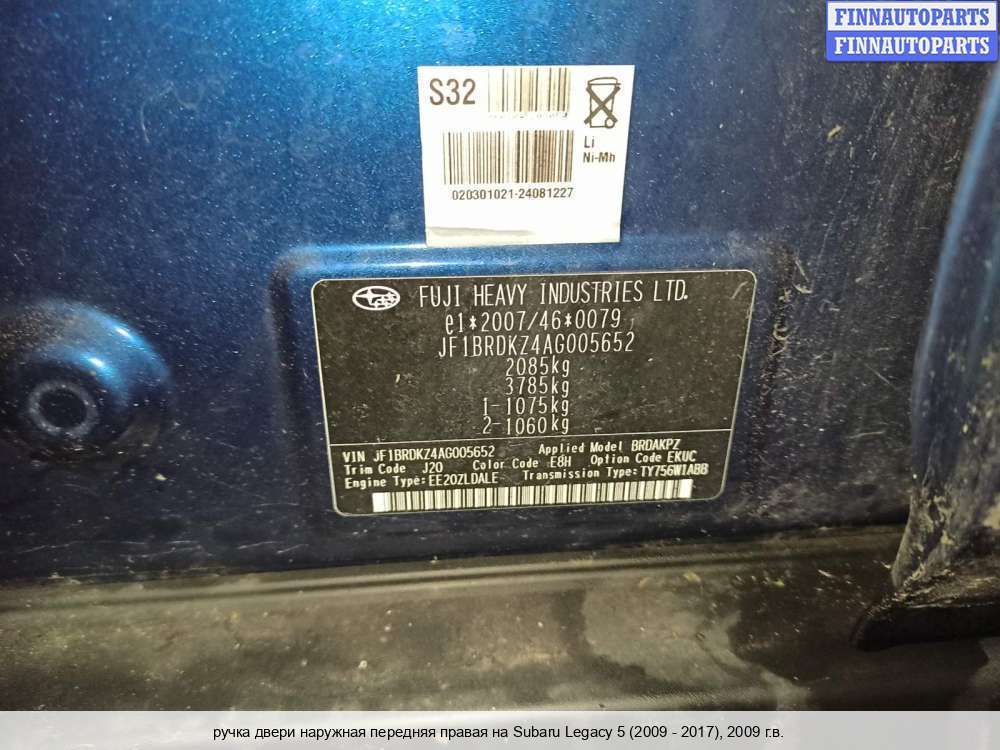 FINNAUTOPARTS
FINNAUTOPARTS
S32
Li
Ni-Mh
020301021-24081227
FUJI HEAVY INDUSTRIES LTD.
e1*2007/46*0079
JF1BRDKZ4AG005652
2085kg
3785kg
1-1075kg
2-1060kg
VIN JF1BRDKZ4AG005652 Applied Model BRDAKPZ
Trim Code J20 Color Code E8H Option Code EKUC
Engine Type:EE20ZLDALE Transmission Type:TY756W1ABB
ручка двери наружная передняя правая на Subaru Legacy 5 (2009 - 2017), 2009 г.в.